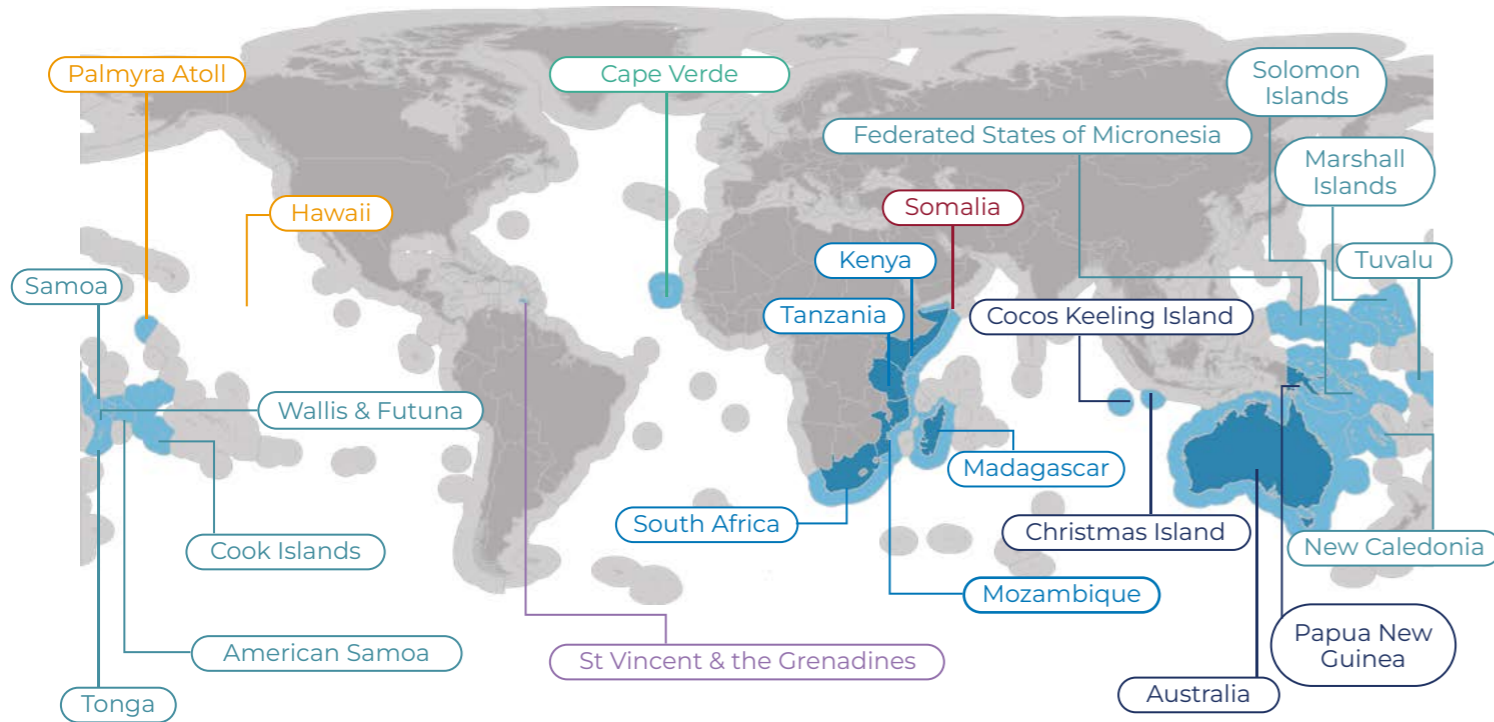 Palmyra Atoll
Cape Verde
Solomon
Islands
Federated States of Micronesia
Marshall
Islands
Hawaii
Somalia
Kenya
Tuvalu
Samoa
Tanzania
Cocos Keeling Island
Wallis & Futuna
Madagascar
South Africa
Christmas Island
Cook Islands
New Caledonia
Mozambique
American Samoa
St Vincent & the Grenadines
Papua New
Guinea
Tonga
Australia